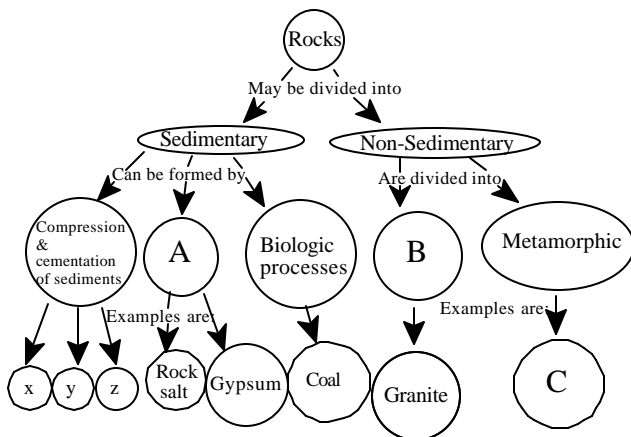 Rocks
May be divided into
Sedimentary
Non-Sedimentary
Can be formed by
Are divided into
Compression
&
cementation
of sediments
A
Biologic
processes
B
Metamorphic
Examples are:
Examples are:
x
y
z
Rock
salt
Gypsum
Coal
Granite
C